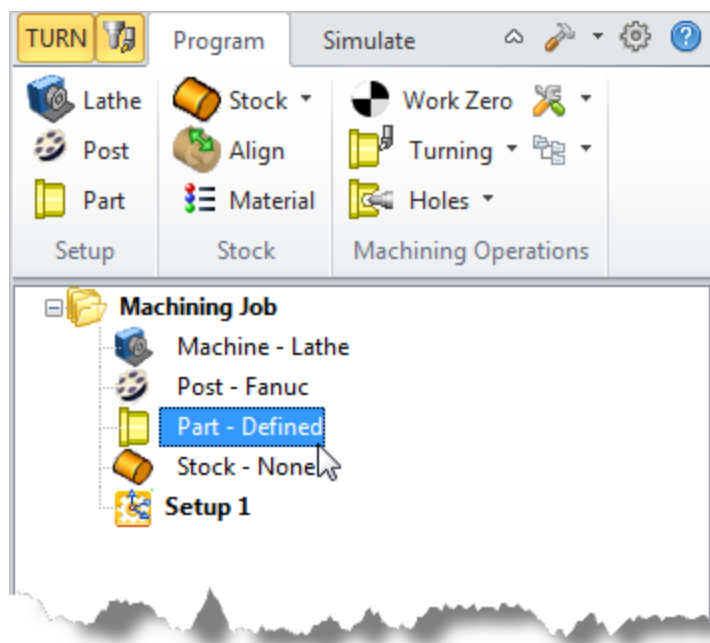 TURN Program Simulate
Lathe Stock Work Zero
Post Align Turning
Part Material Holes
Setup Stock Machining Operations
Machining Job
Machine - Lathe
Post - Fanuc
Part - Defined
Stock - None
Setup 1